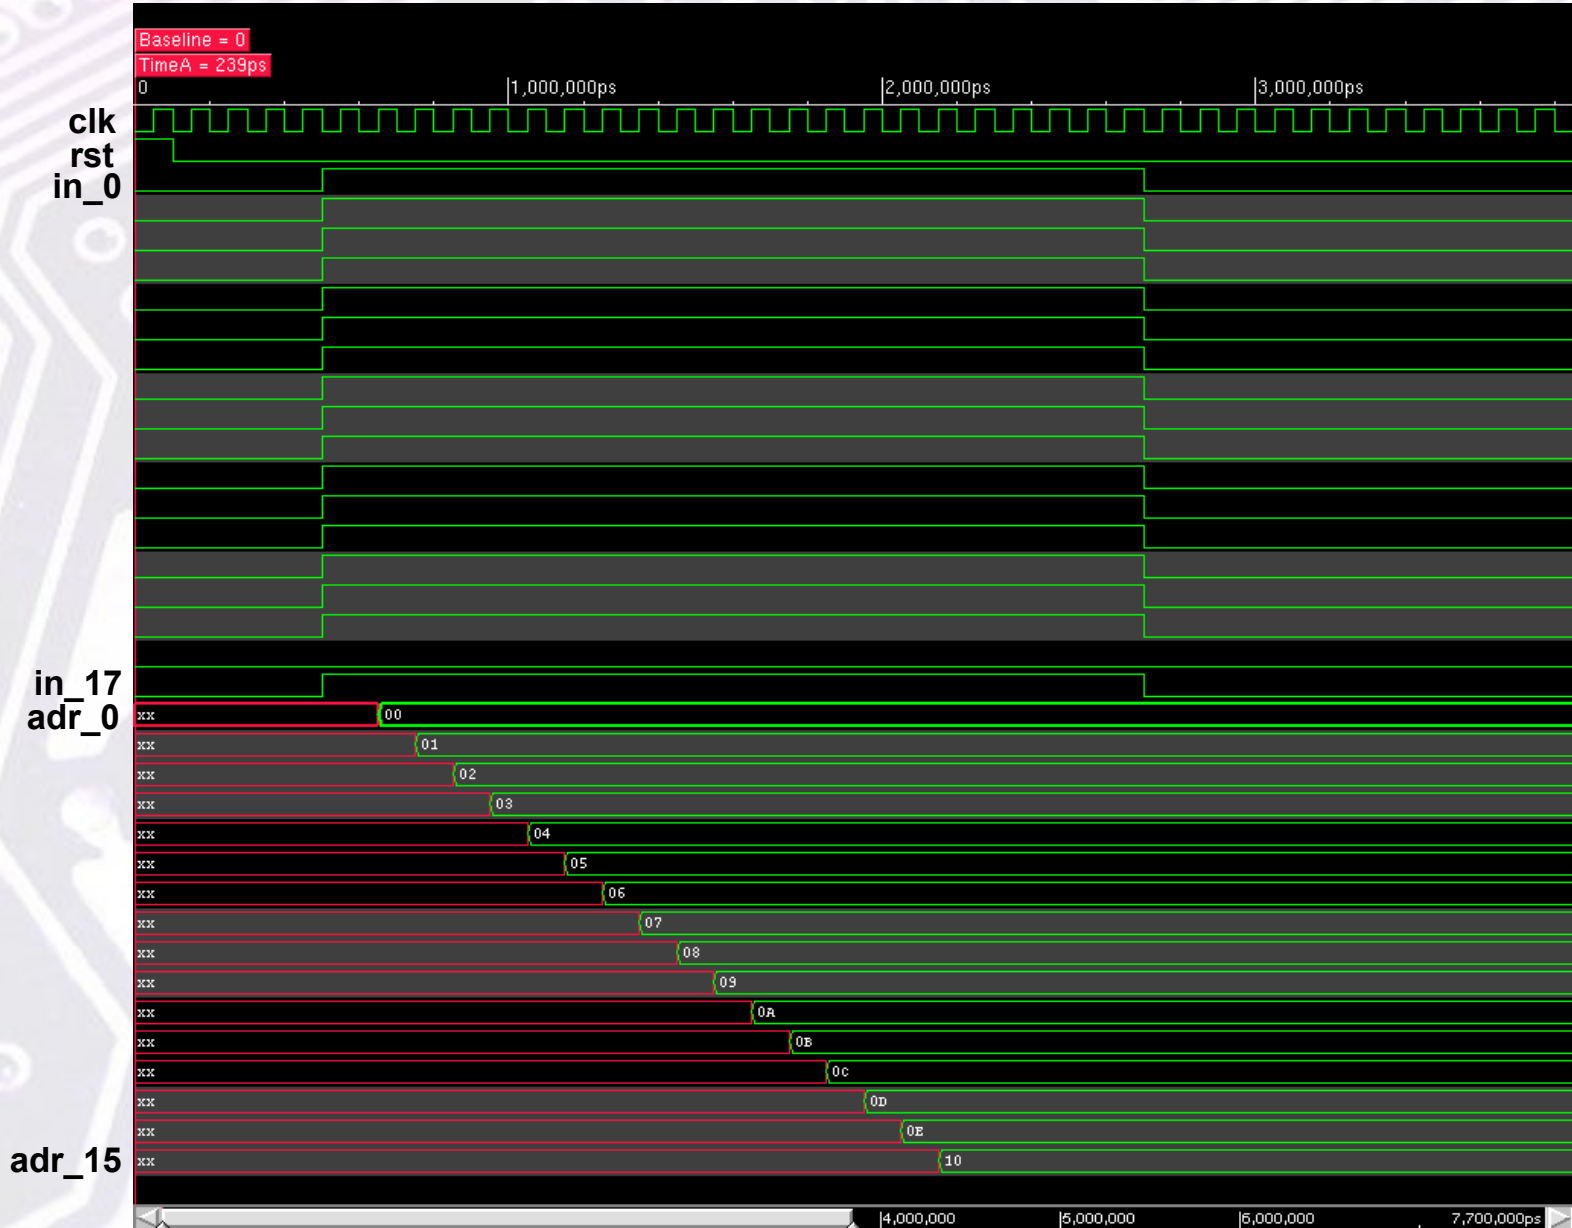 Baseline = 0
TimeA = 239ps
0 1,000,000ps 2,000,000ps 3,000,000ps
clk
rst
in_0
in_17
adr_0 xx 00
xx 01
xx 02
xx 03
xx 04
xx 05
xx 06
xx 07
xx 08
xx 09
xx 0A
xx 0B
xx 0C
xx 0D
xx 0E
adr_15 xx 10
4,000,000 5,000,000 6,000,000 7,700,000ps